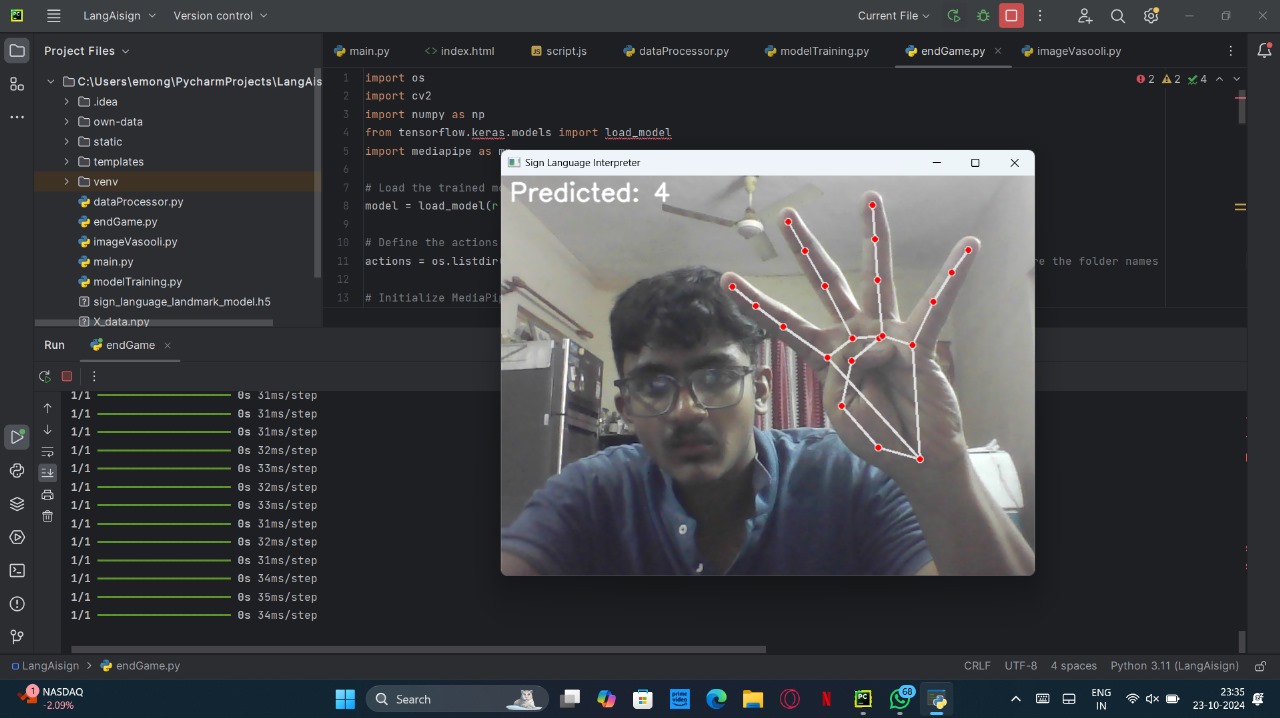 LangAisign
Version control
Current File
Project Files
main.py
index.html
script.js
dataProcessor.py
modelTraining.py
endGame.py
imageVasooli.py
C:\Users\emong\PycharmProjects\LangAis
.idea
own-data
static
templates
venv
dataProcessor.py
endGame.py
imageVasooli.py
main.py
modelTraining.py
sign_language_landmark_model.h5
X_data.npy
2 2 4
1 import os
2 import cv2
3 import numpy as np
4 from tensorflow.keras.models import load_model
5 import mediapipe as m
6
7 # Load the trained mo
8 model = load_model(r
9
10 # Define the actions
11 actions = os.listdir( re the folder names
12
13 # Initialize MediaPip
Sign Language Interpreter
Predicted: 4
Run
endGame
1/1 0s 31ms/step
1/1 0s 31ms/step
1/1 0s 31ms/step
1/1 0s 32ms/step
1/1 0s 33ms/step
1/1 0s 32ms/step
1/1 0s 33ms/step
1/1 0s 31ms/step
1/1 0s 32ms/step
1/1 0s 31ms/step
1/1 0s 34ms/step
1/1 0s 35ms/step
1/1 0s 34ms/step
LangAisign > endGame.py
CRLF UTF-8 4 spaces Python 3.11 (LangAisign)
1
NASDAQ
-2.09%
Search
prime video
68
ENG
IN
23:35
23-10-2024